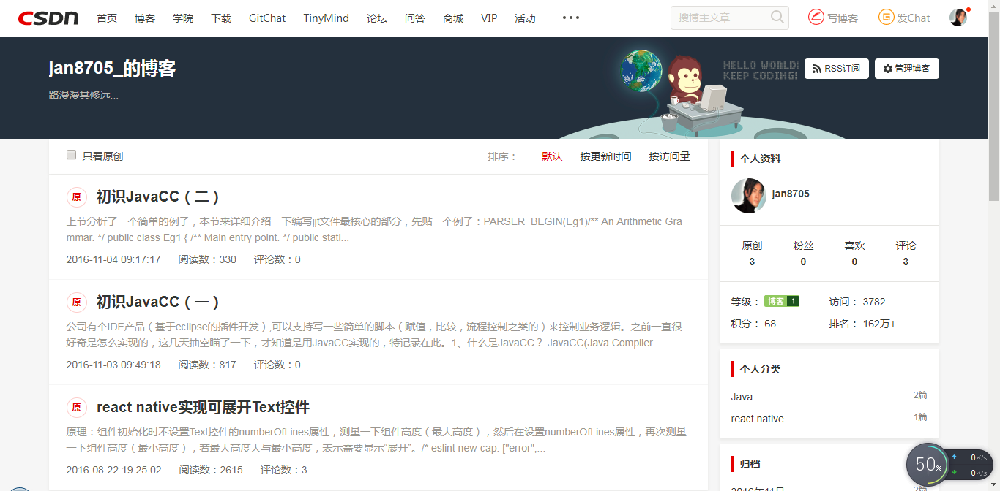 CSDN 首页 博客 学院 下载 GitChat TinyMind 论坛 问答 商城 VIP 活动 ••• 搜博主文章 写博客 发Chat
jan8705_的博客
路漫漫其修远...
HELLO WORLD!
KEEP CODING!
RSS订阅 管理博客
只看原创 排序： 默认 按更新时间 按访问量
原 初识JavaCC（二）
上节分析了一个简单的例子，本节来详细介绍一下编写jjt文件最核心的部分，先贴一个例子：PARSER_BEGIN(Eg1)/** An Arithmetic Gra
mmar. */ public class Eg1 { /** Main entry point. */ public stati...
2016-11-04 09:17:17 阅读数：330 评论数：0
原 初识JavaCC（一）
公司有个IDE产品（基于eclipse的插件开发）,可以支持写一些简单的脚本（赋值，比较，流程控制之类的）来控制业务逻辑。之前一直很
好奇是怎么实现的，这几天抽空瞄了一下，才知道是用JavaCC实现的，特记录在此。1、什么是JavaCC？ JavaCC(Java Compiler ...
2016-11-03 09:49:18 阅读数：817 评论数：0
原 react native实现可展开Text控件
原理：组件初始化时不设置Text控件的numberOfLines属性，测量一下组件高度（最大高度），然后在设置numberOfLines属性，再次测量
一下组件高度（最小高度），若最大高度大与最小高度，表示需要显示“展开”。/* eslint new-cap: ["error",...
2016-08-22 19:25:02 阅读数：2615 评论数：3
个人资料
jan8705_
原创 粉丝 喜欢 评论
3 0 0 3
等级： 博客 1 访问： 3782
积分： 68 排名： 162万+
个人分类
Java 2篇
react native 1篇
归档
2016年11月 2篇
50%
0K/s
0K/s